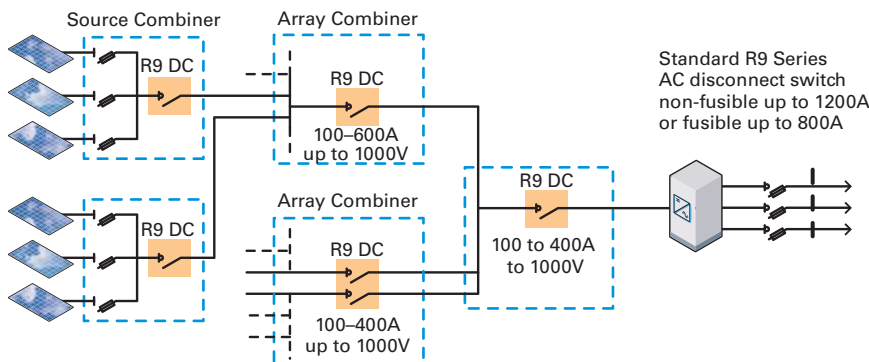 Source Combiner
R9 DC
R9 DC
Array Combiner
R9 DC
100–600A
up to 1000V
Array Combiner
R9 DC
100–400A
up to 1000V
R9 DC
100 to 400A
to 1000V
Standard R9 Series
AC disconnect switch
non-fusible up to 1200A
or fusible up to 800A